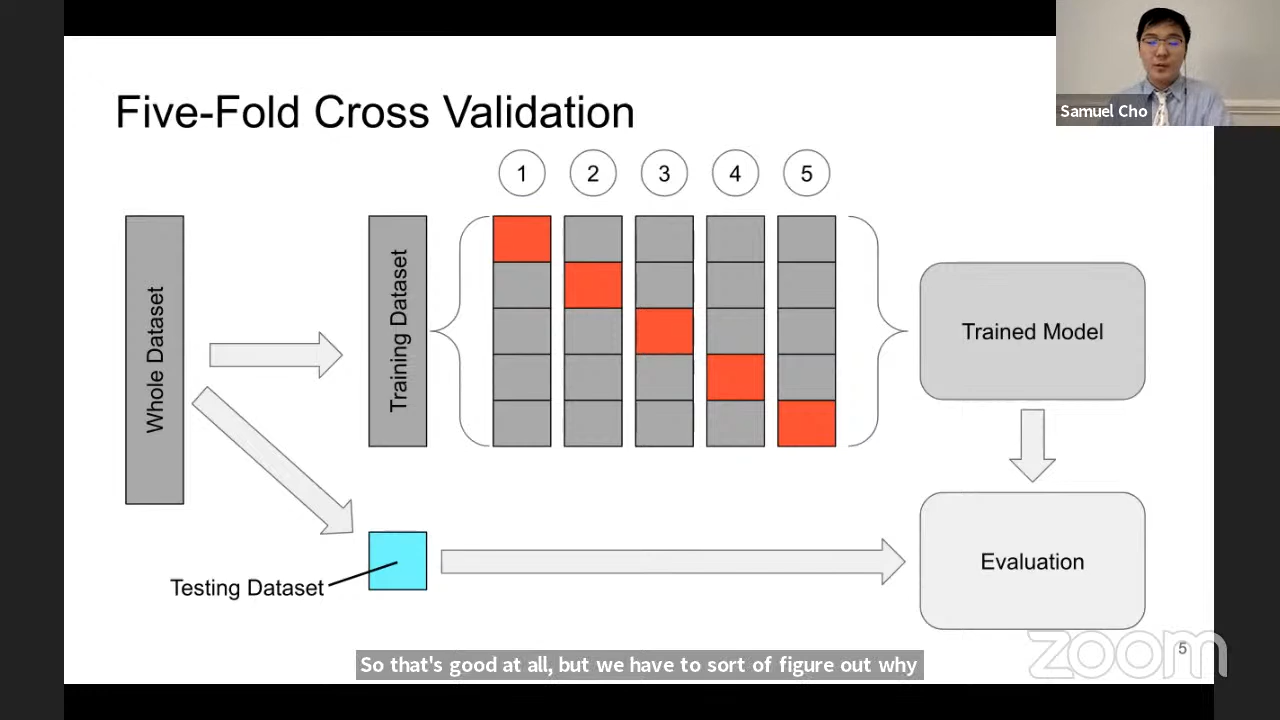 Five-Fold Cross Validation
Samuel Cho
1
2
3
4
5
Whole Dataset
Training Dataset
Trained Model
Testing Dataset
Evaluation
So that's good at all, but we have to sort of figure out why
zoom
5